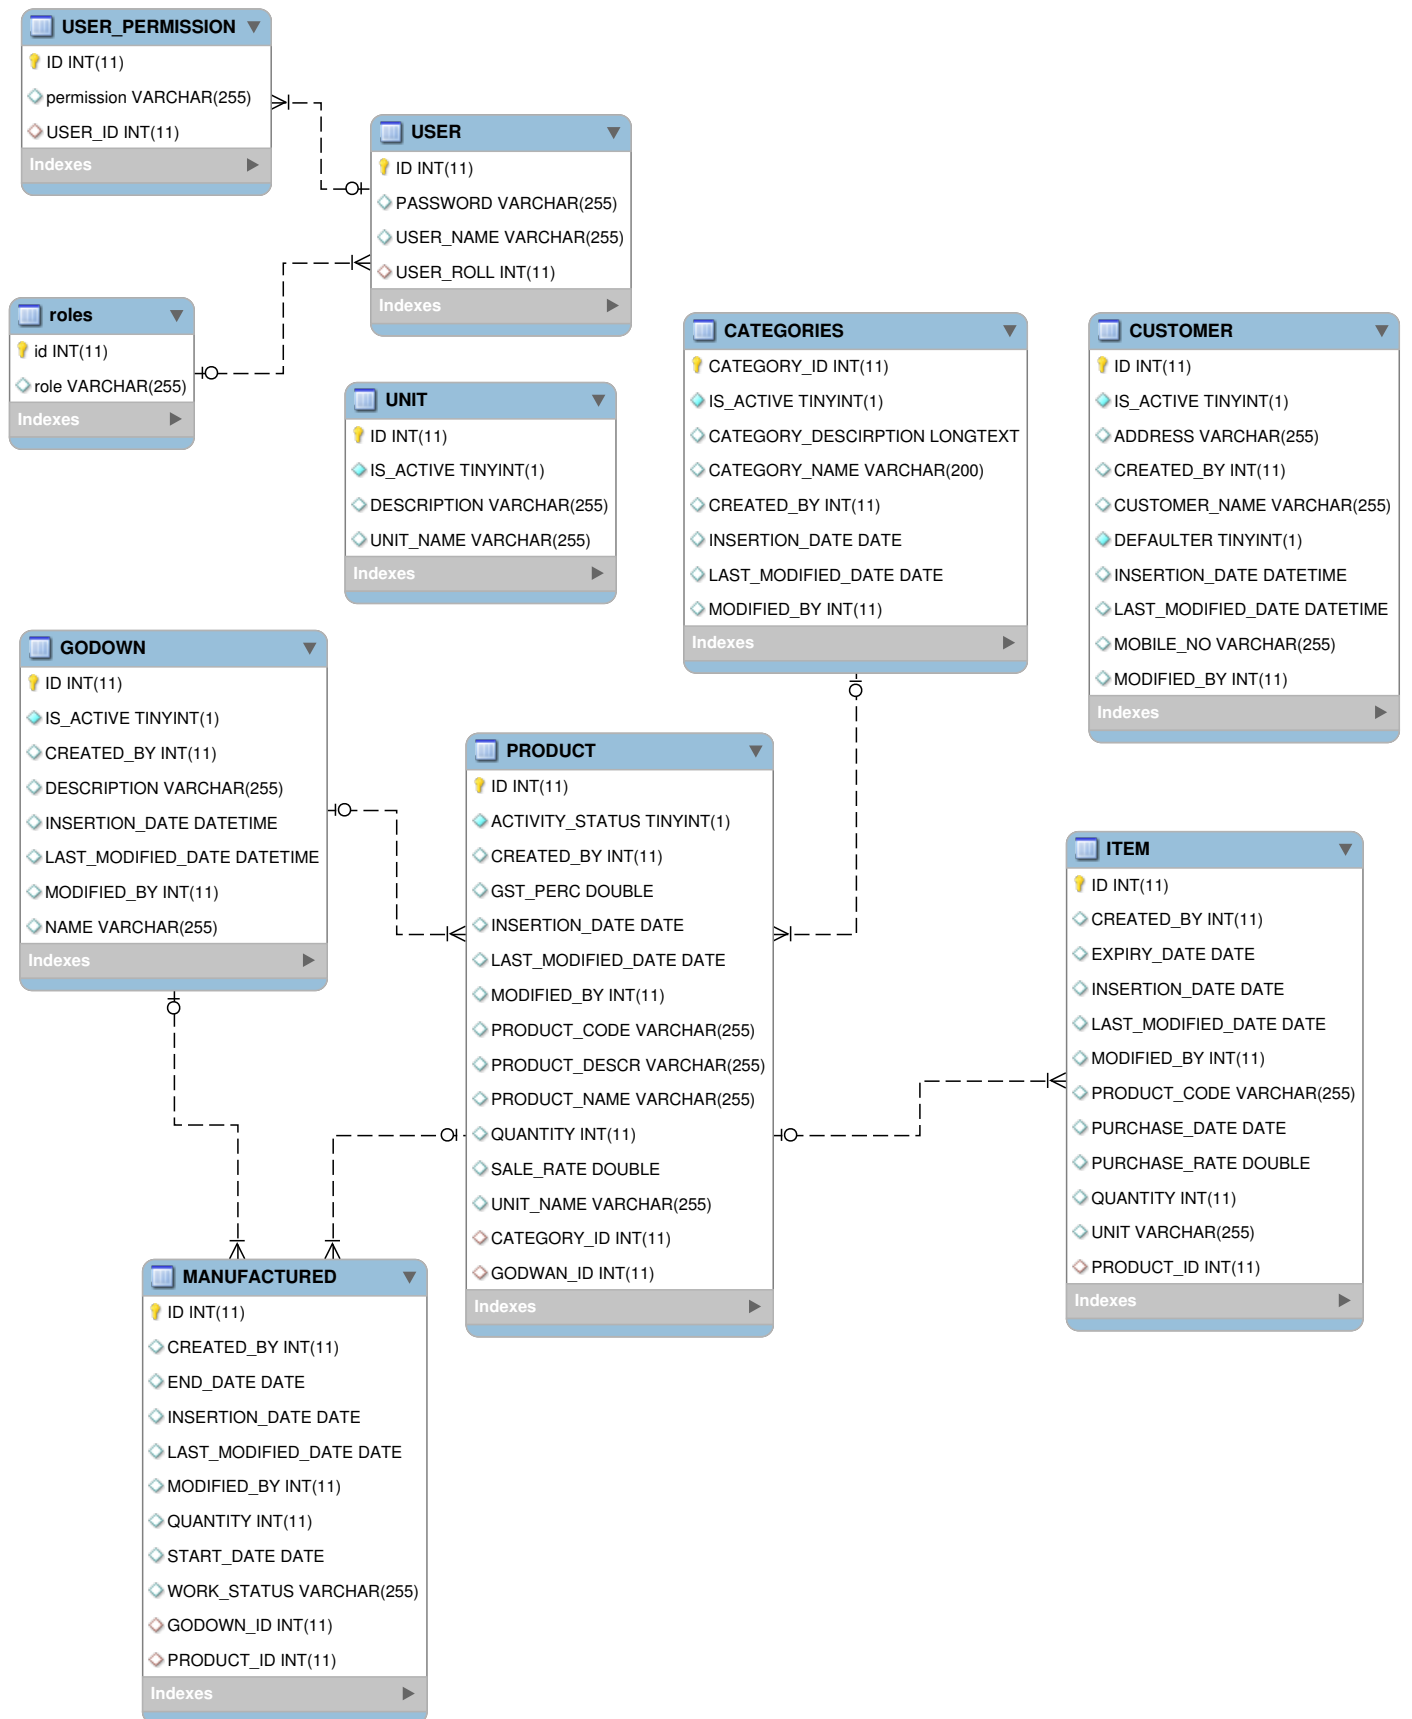 USER_PERMISSION
ID INT(11)
permission VARCHAR(255)
USER_ID INT(11)
Indexes
USER
ID INT(11)
PASSWORD VARCHAR(255)
USER_NAME VARCHAR(255)
USER_ROLL INT(11)
Indexes
roles
id INT(11)
role VARCHAR(255)
Indexes
UNIT
ID INT(11)
IS_ACTIVE TINYINT(1)
DESCRIPTION VARCHAR(255)
UNIT_NAME VARCHAR(255)
Indexes
CATEGORIES
CATEGORY_ID INT(11)
IS_ACTIVE TINYINT(1)
CATEGORY_DESCIRPTION LONGTEXT
CATEGORY_NAME VARCHAR(200)
CREATED_BY INT(11)
INSERTION_DATE DATE
LAST_MODIFIED_DATE DATE
MODIFIED_BY INT(11)
Indexes
CUSTOMER
ID INT(11)
IS_ACTIVE TINYINT(1)
ADDRESS VARCHAR(255)
CREATED_BY INT(11)
CUSTOMER_NAME VARCHAR(255)
DEFAULTER TINYINT(1)
INSERTION_DATE DATETIME
LAST_MODIFIED_DATE DATETIME
MOBILE_NO VARCHAR(255)
MODIFIED_BY INT(11)
Indexes
GODOWN
ID INT(11)
IS_ACTIVE TINYINT(1)
CREATED_BY INT(11)
DESCRIPTION VARCHAR(255)
INSERTION_DATE DATETIME
LAST_MODIFIED_DATE DATETIME
MODIFIED_BY INT(11)
NAME VARCHAR(255)
Indexes
PRODUCT
ID INT(11)
ACTIVITY_STATUS TINYINT(1)
CREATED_BY INT(11)
GST_PERC DOUBLE
INSERTION_DATE DATE
LAST_MODIFIED_DATE DATE
MODIFIED_BY INT(11)
PRODUCT_CODE VARCHAR(255)
PRODUCT_DESCR VARCHAR(255)
PRODUCT_NAME VARCHAR(255)
QUANTITY INT(11)
SALE_RATE DOUBLE
UNIT_NAME VARCHAR(255)
CATEGORY_ID INT(11)
GODWAN_ID INT(11)
Indexes
ITEM
ID INT(11)
CREATED_BY INT(11)
EXPIRY_DATE DATE
INSERTION_DATE DATE
LAST_MODIFIED_DATE DATE
MODIFIED_BY INT(11)
PRODUCT_CODE VARCHAR(255)
PURCHASE_DATE DATE
PURCHASE_RATE DOUBLE
QUANTITY INT(11)
UNIT VARCHAR(255)
PRODUCT_ID INT(11)
Indexes
MANUFACTURED
ID INT(11)
CREATED_BY INT(11)
END_DATE DATE
INSERTION_DATE DATE
LAST_MODIFIED_DATE DATE
MODIFIED_BY INT(11)
QUANTITY INT(11)
START_DATE DATE
WORK_STATUS VARCHAR(255)
GODOWN_ID INT(11)
PRODUCT_ID INT(11)
Indexes